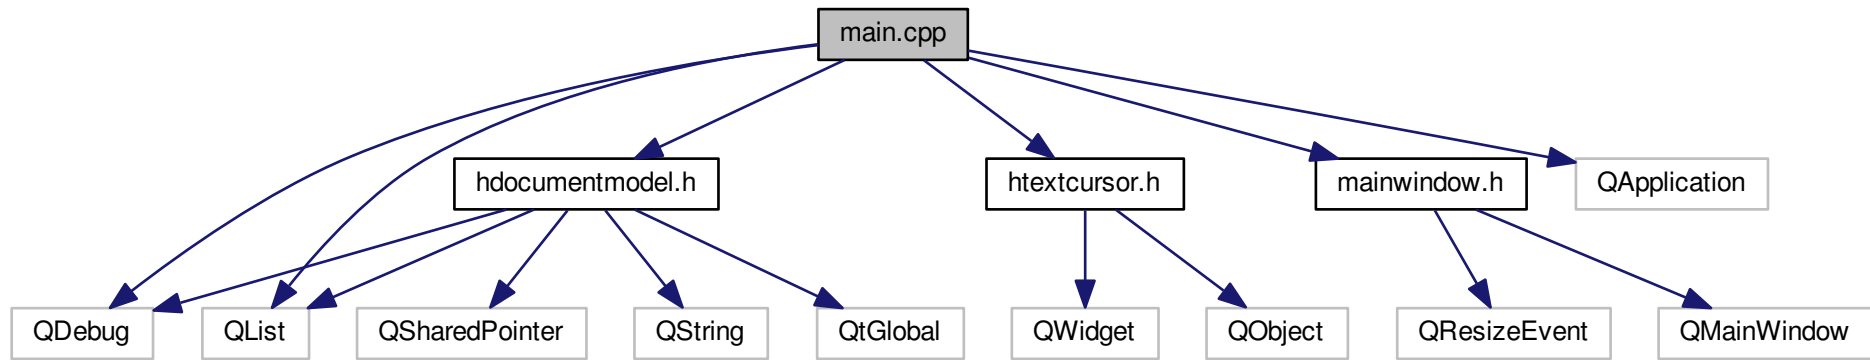 main.cpp
hdocumentmodel.h
htextcursor.h
mainwindow.h
QApplication
QDebug
QList
QSharedPointer
QString
QtGlobal
QWidget
QObject
QResizeEvent
QMainWindow